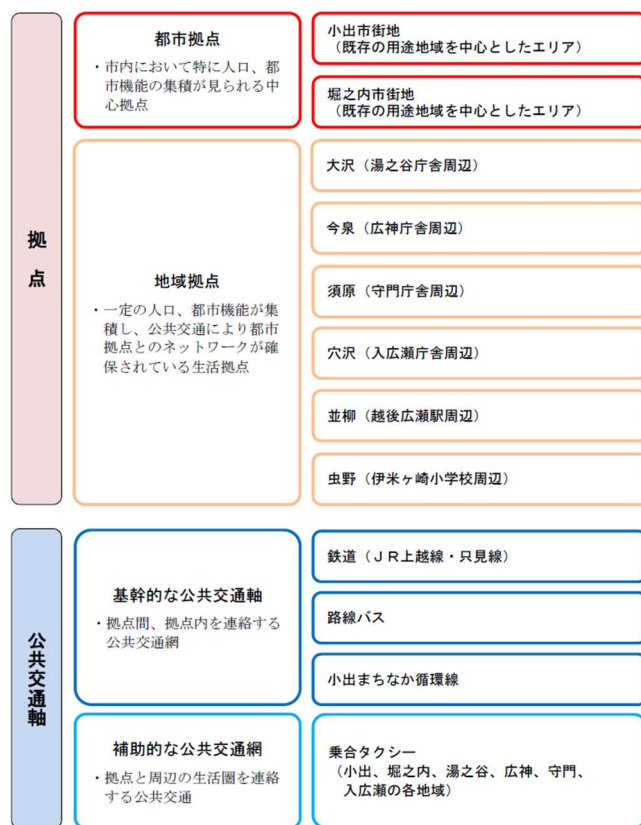 拠点
都市拠点
・市内において特に人口、都
市機能の集積が見られる中
心拠点
小出市街地
（既存の用途地域を中心としたエリア）
堀之内市街地
（既存の用途地域を中心としたエリア）
地域拠点
・一定の人口、都市機能が集
積し、公共交通により都市
拠点とのネットワークが確
保されている生活拠点
大沢（湯之谷庁舎周辺）
今泉（広神庁舎周辺）
須原（守門庁舎周辺）
穴沢（入広瀬庁舎周辺）
並柳（越後広瀬駅周辺）
虫野（伊米ヶ崎小学校周辺）
公共交通軸
基幹的な公共交通軸
・拠点間、拠点内を連絡する
公共交通網
鉄道（ＪＲ上越線・只見線）
路線バス
小出まちなか循環線
補助的な公共交通網
・拠点と周辺の生活圏を連絡
する公共交通
乗合タクシー
（小出、堀之内、湯之谷、広神、守門、
入広瀬の各地域）